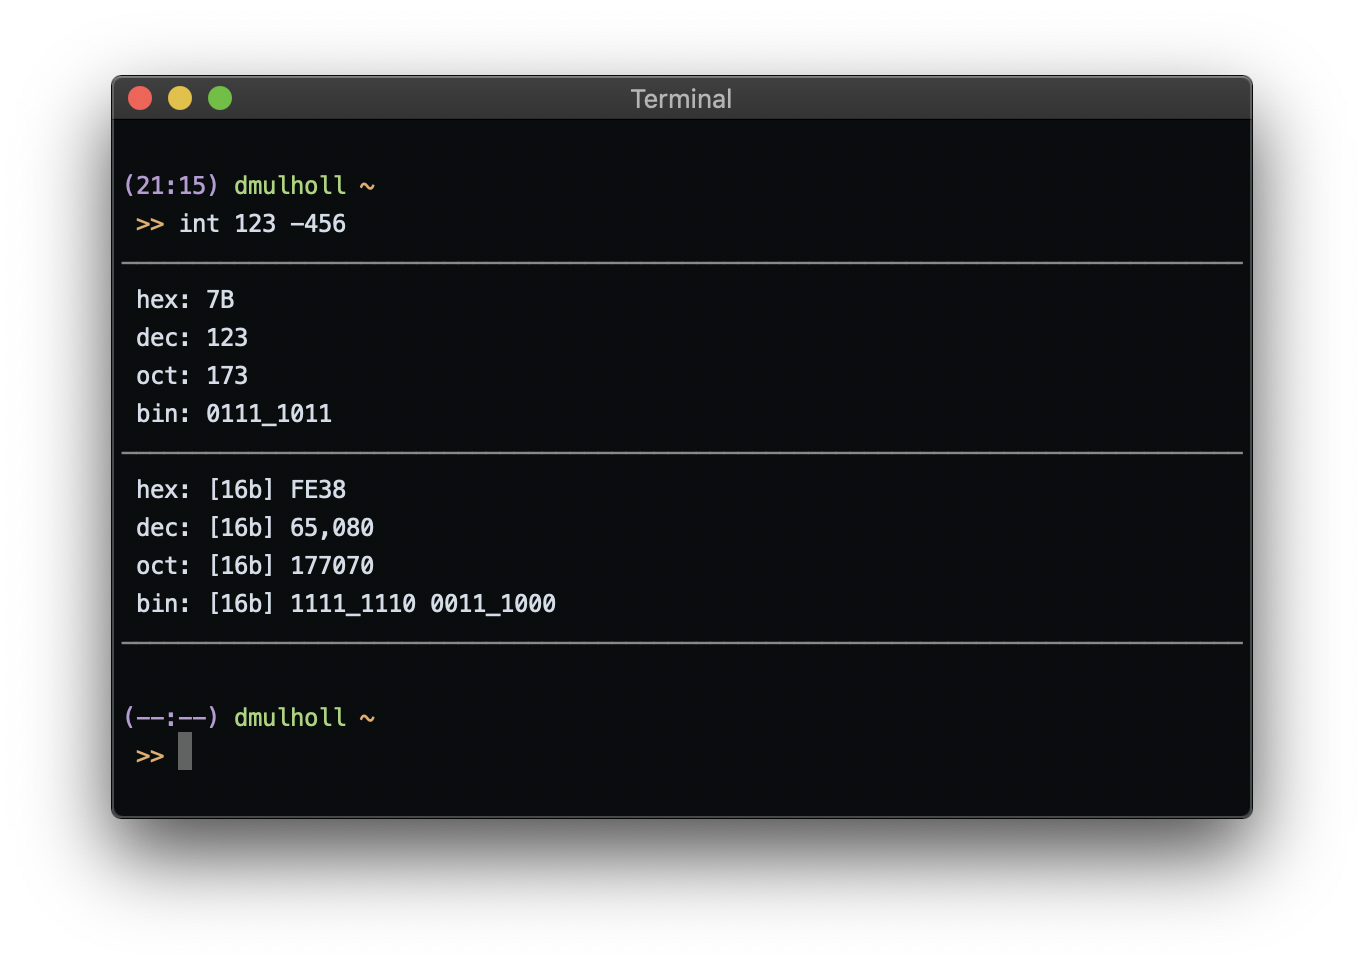 Terminal
(21:15) dmulholl ~
>> int 123 -456
hex: 7B
dec: 123
oct: 173
bin: 0111_1011
hex: [16b] FE38
dec: [16b] 65,080
oct: [16b] 177070
bin: [16b] 1111_1110 0011_1000
(--:--) dmulholl ~
>>